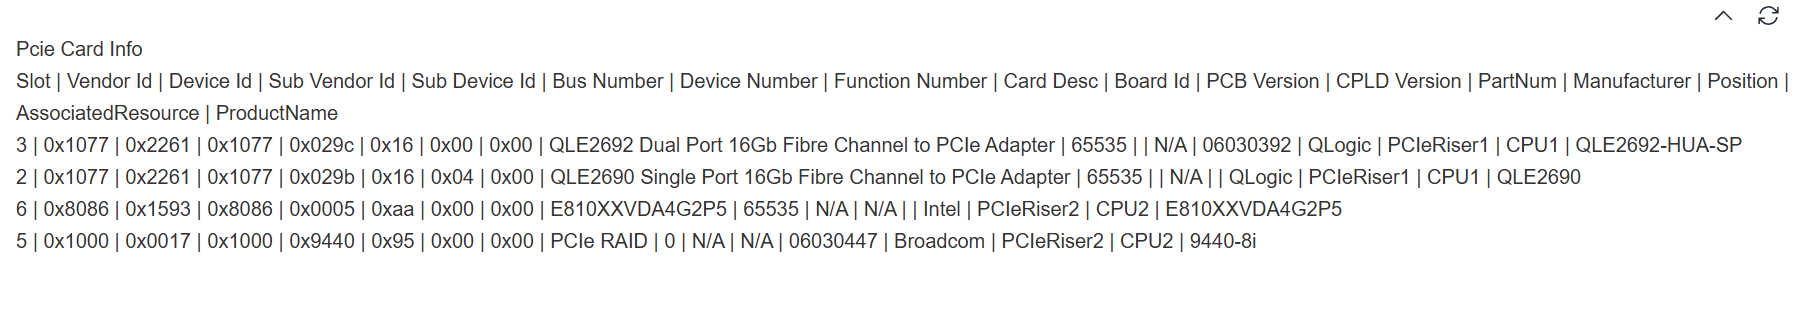 Pcie Card Info
Slot | Vendor Id | Device Id | Sub Vendor Id | Sub Device Id | Bus Number | Device Number | Function Number | Card Desc | Board Id | PCB Version | CPLD Version | PartNum | Manufacturer | Position |
AssociatedResource | ProductName
3 | 0x1077 | 0x2261 | 0x1077 | 0x029c | 0x16 | 0x00 | 0x00 | QLE2692 Dual Port 16Gb Fibre Channel to PCIe Adapter | 65535 | | N/A | 06030392 | QLogic | PCIeRiser1 | CPU1 | QLE2692-HUA-SP
2 | 0x1077 | 0x2261 | 0x1077 | 0x029b | 0x16 | 0x04 | 0x00 | QLE2690 Single Port 16Gb Fibre Channel to PCIe Adapter | 65535 | | N/A | | QLogic | PCIeRiser1 | CPU1 | QLE2690
6 | 0x8086 | 0x1593 | 0x8086 | 0x0005 | 0xaa | 0x00 | 0x00 | E810XXVDA4G2P5 | 65535 | N/A | N/A | | Intel | PCIeRiser2 | CPU2 | E810XXVDA4G2P5
5 | 0x1000 | 0x0017 | 0x1000 | 0x9440 | 0x95 | 0x00 | 0x00 | PCIe RAID | 0 | N/A | N/A | 06030447 | Broadcom | PCIeRiser2 | CPU2 | 9440-8i